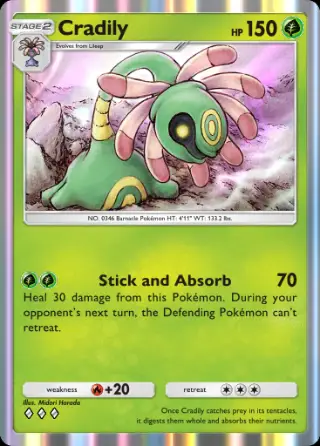 STAGE 2
Cradily
HP 150
Evolves from Lileep
NO. 0346 Barnacle Pokémon HT: 4'11" WT: 133.2 lbs.
Stick and Absorb 70
Heal 30 damage from this Pokémon. During your
opponent's next turn, the Defending Pokémon can't
retreat.
weakness +20 retreat
Illus. Midori Harada
Once Cradily catches prey in its tentacles,
it digests them whole and absorbs their nutrients.